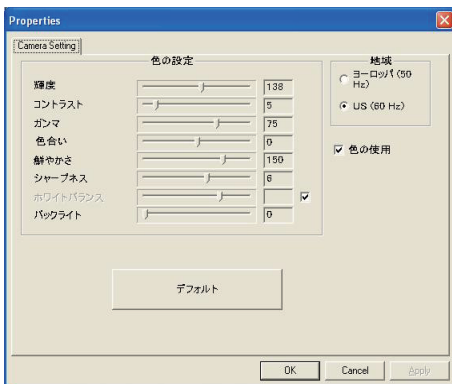 Properties
Camera Setting
色の設定
輝度 138
コントラスト 5
ガンマ 75
色合い 0
鮮やかさ 150
シャープネス 6
ホワイトバランス
バックライト 0
地域
ヨーロッパ (50
Hz)
US (60 Hz)
色の使用
デフォルト
OK Cancel Apply